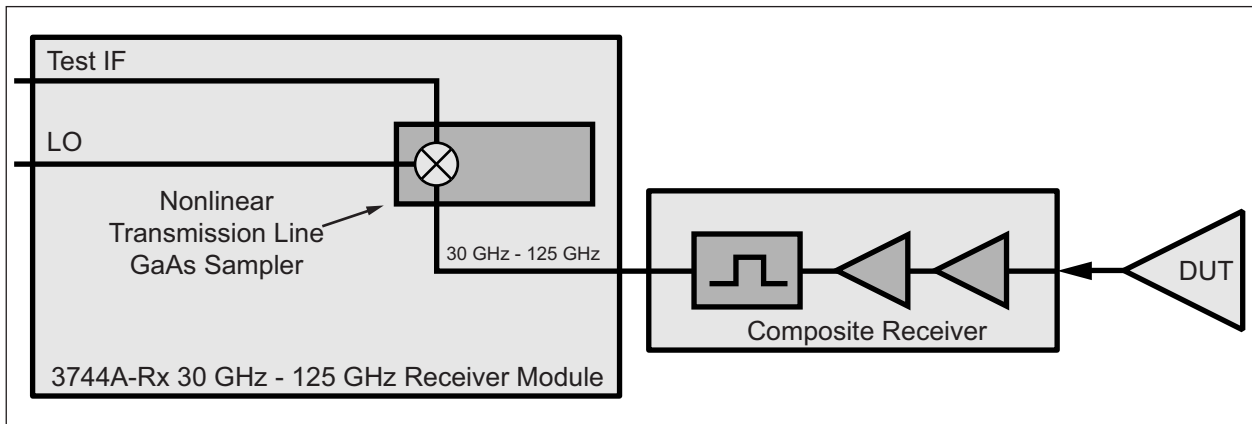 Test IF
LO
Nonlinear
Transmission Line
GaAs Sampler
30 GHz - 125 GHz
DUT
Composite Receiver
3744A-Rx 30 GHz - 125 GHz Receiver Module